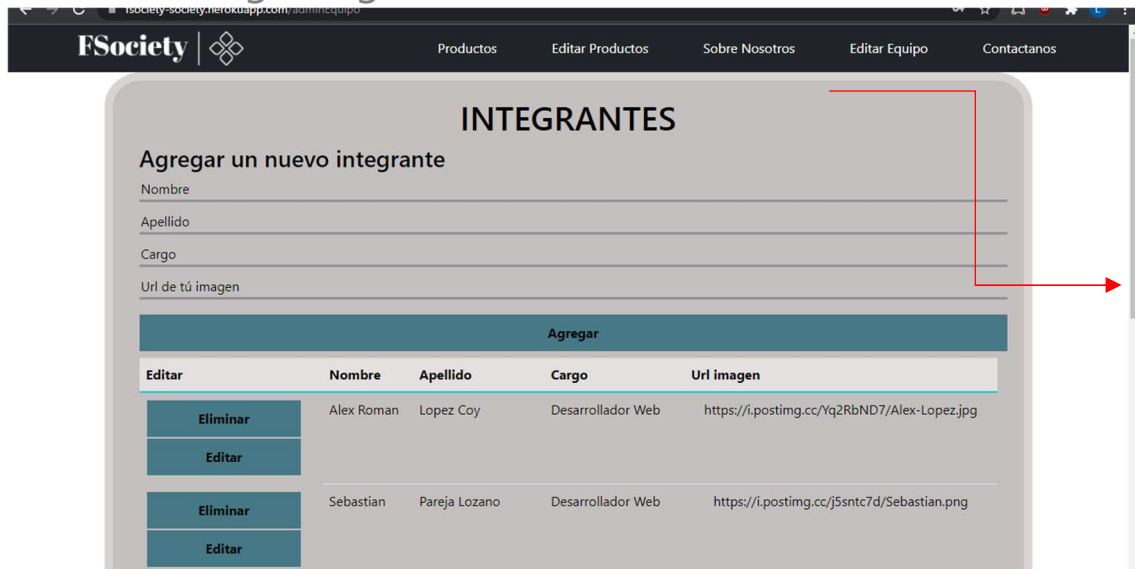 fsociety-society.herokuapp.com/adminEquipo
FSociety
Productos Editar Productos Sobre Nosotros Editar Equipo Contactanos
INTEGRANTES
Agregar un nuevo integrante
Nombre
Apellido
Cargo
Url de tú imagen
Agregar
Editar Nombre Apellido Cargo Url imagen
Eliminar Alex Roman Lopez Coy Desarrollador Web https://i.postimg.cc/Yq2RbND7/Alex-Lopez.jpg
Editar
Eliminar Sebastian Pareja Lozano Desarrollador Web https://i.postimg.cc/j5sntc7d/Sebastian.png
Editar